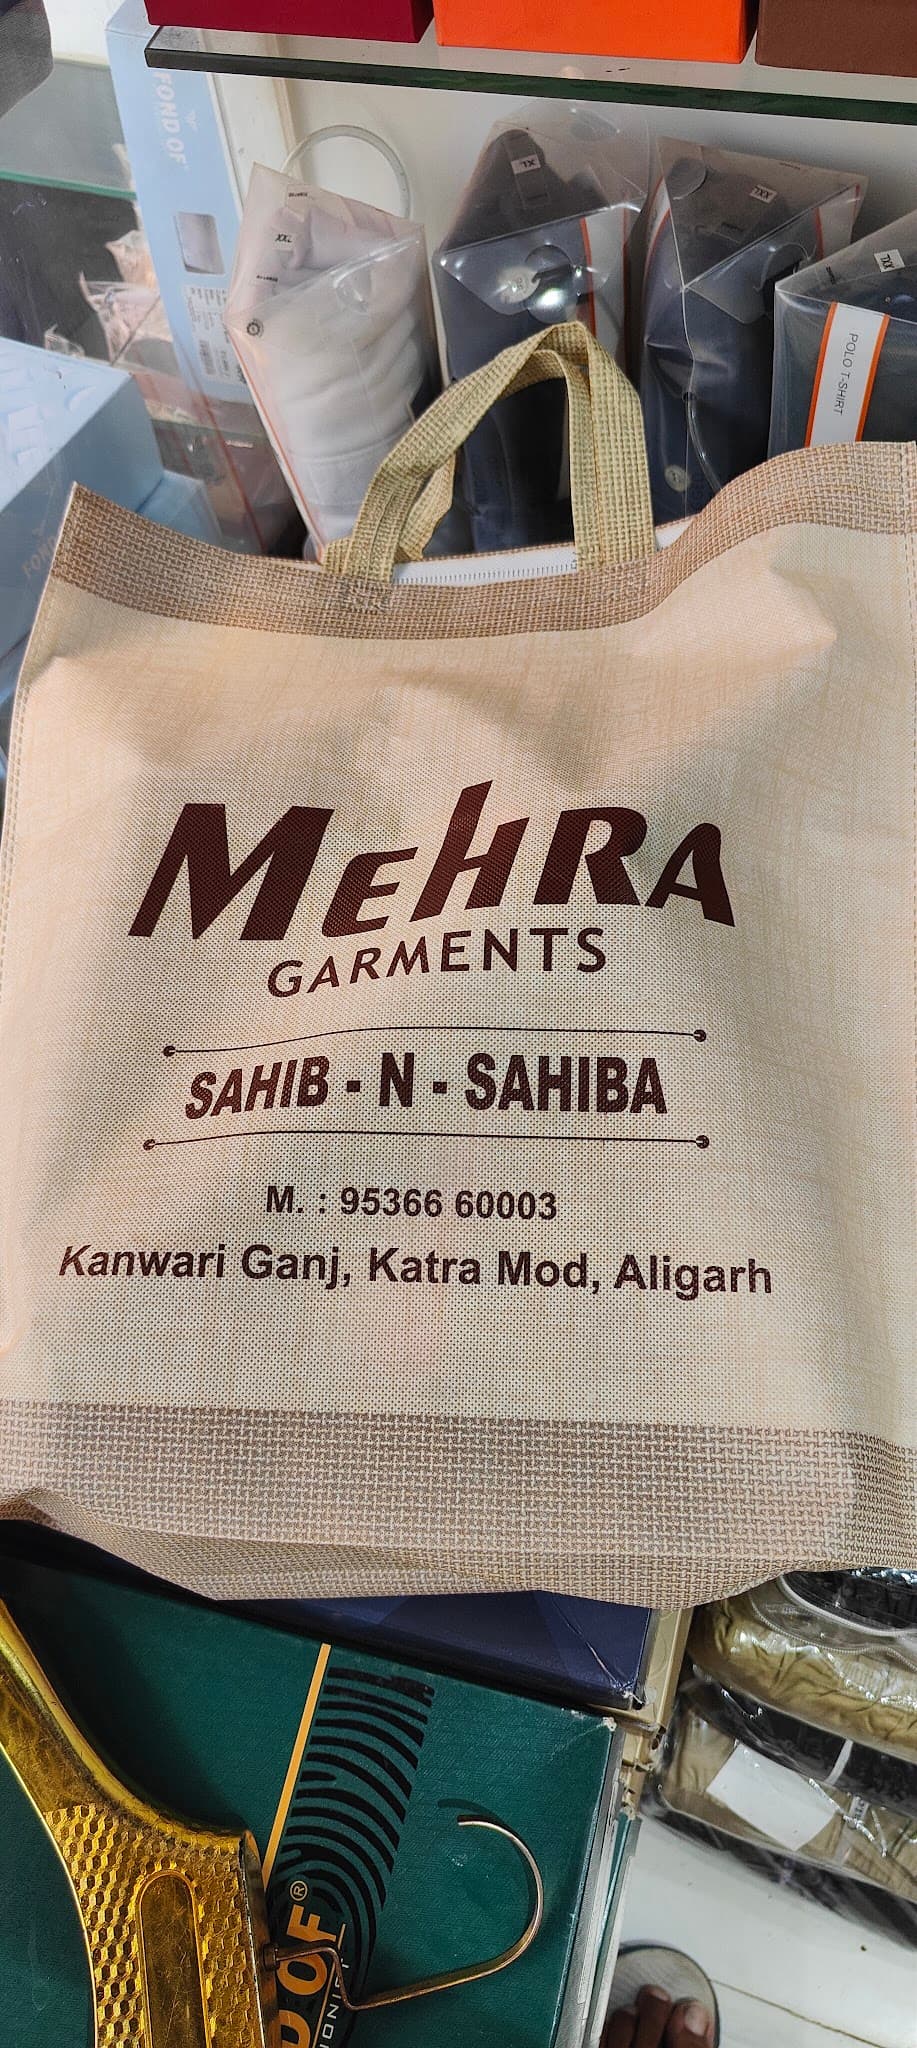 FOND OF
XXL
XL
XXL
XXL
POLO T-SHIRT
MEHRA
GARMENTS
SAHIB - N - SAHIBA
M. : 95366 60003
Kanwari Ganj, Katra Mod, Aligarh
D OF®